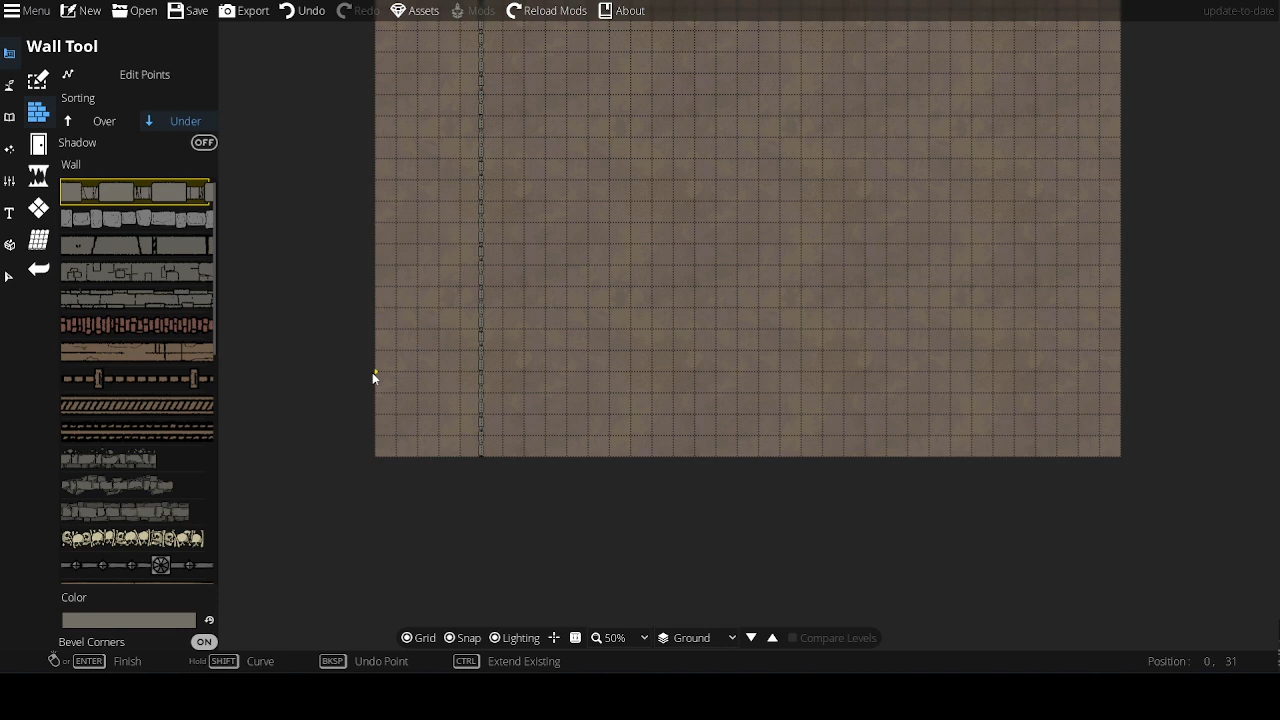 Menu New Open Save Export Undo Redo Assets Mods Reload Mods About update-to-date
Wall Tool
Edit Points
Sorting
Over Under
Shadow OFF
Wall
Color
Bevel Corners ON
Grid Snap Lighting 50% Ground Compare Levels
or ENTER Finish Hold SHIFT Curve BKSP Undo Point CTRL Extend Existing Position : 0, 31